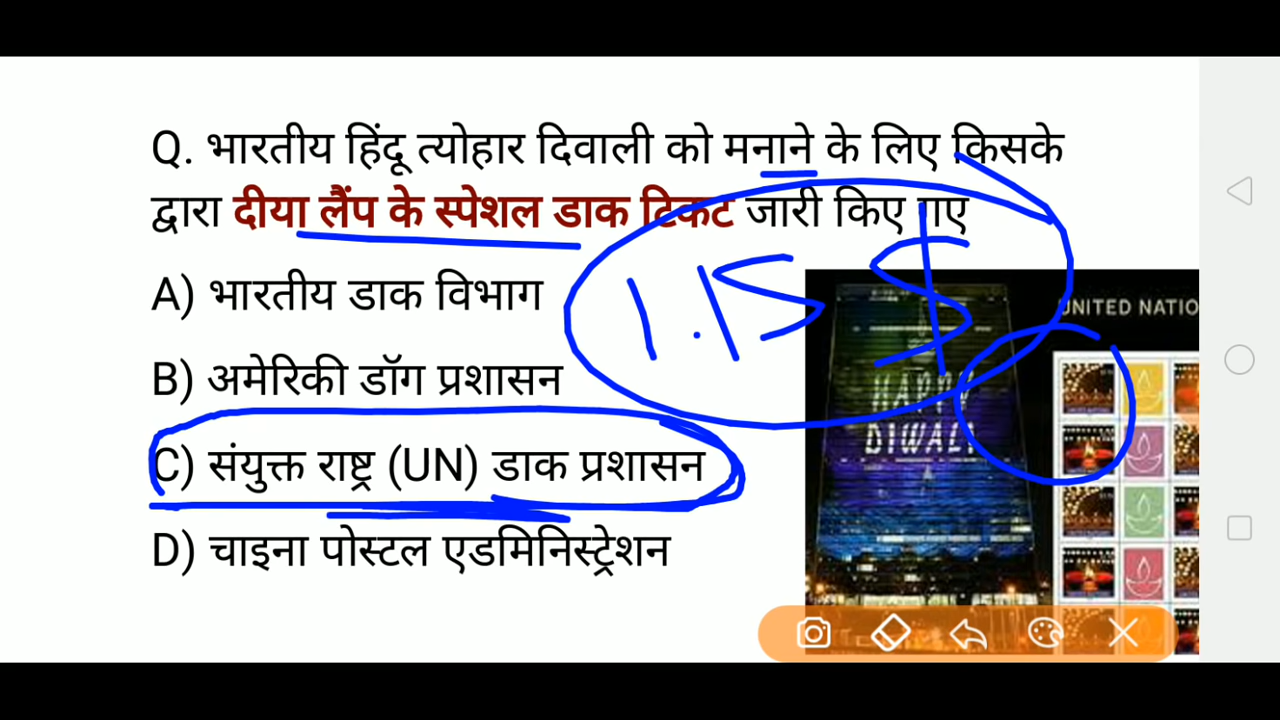 Q. भारतीय हिंदू त्योहार दिवाली को मनाने के लिए किसके
द्वारा दीया लैंप के स्पेशल डाक टिकट जारी किए गए
A) भारतीय डाक विभाग
1.15 $
UNITED NATIO
B) अमेरिकी डॉग प्रशासन
HAPPY
DIWALI
C) संयुक्त राष्ट्र (UN) डाक प्रशासन
D) चाइना पोस्टल एडमिनिस्ट्रेशन